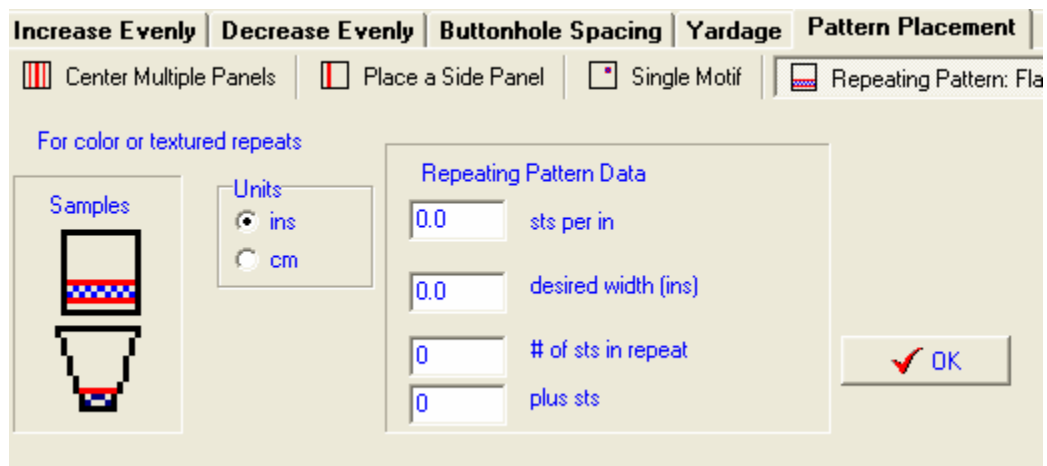 Increase Evenly Decrease Evenly Buttonhole Spacing Yardage Pattern Placement
Center Multiple Panels Place a Side Panel Single Motif Repeating Pattern: Fla
For color or textured repeats
Samples
Units
ins
cm
Repeating Pattern Data
0.0 sts per in
0.0 desired width (ins)
0 # of sts in repeat
0 plus sts
OK